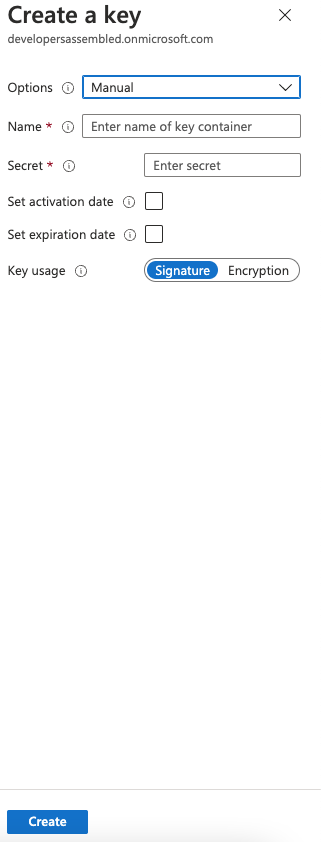 Create a key
developersassembled.onmicrosoft.com
Options Manual
Name * Enter name of key container
Secret * Enter secret
Set activation date
Set expiration date
Key usage Signature Encryption
Create